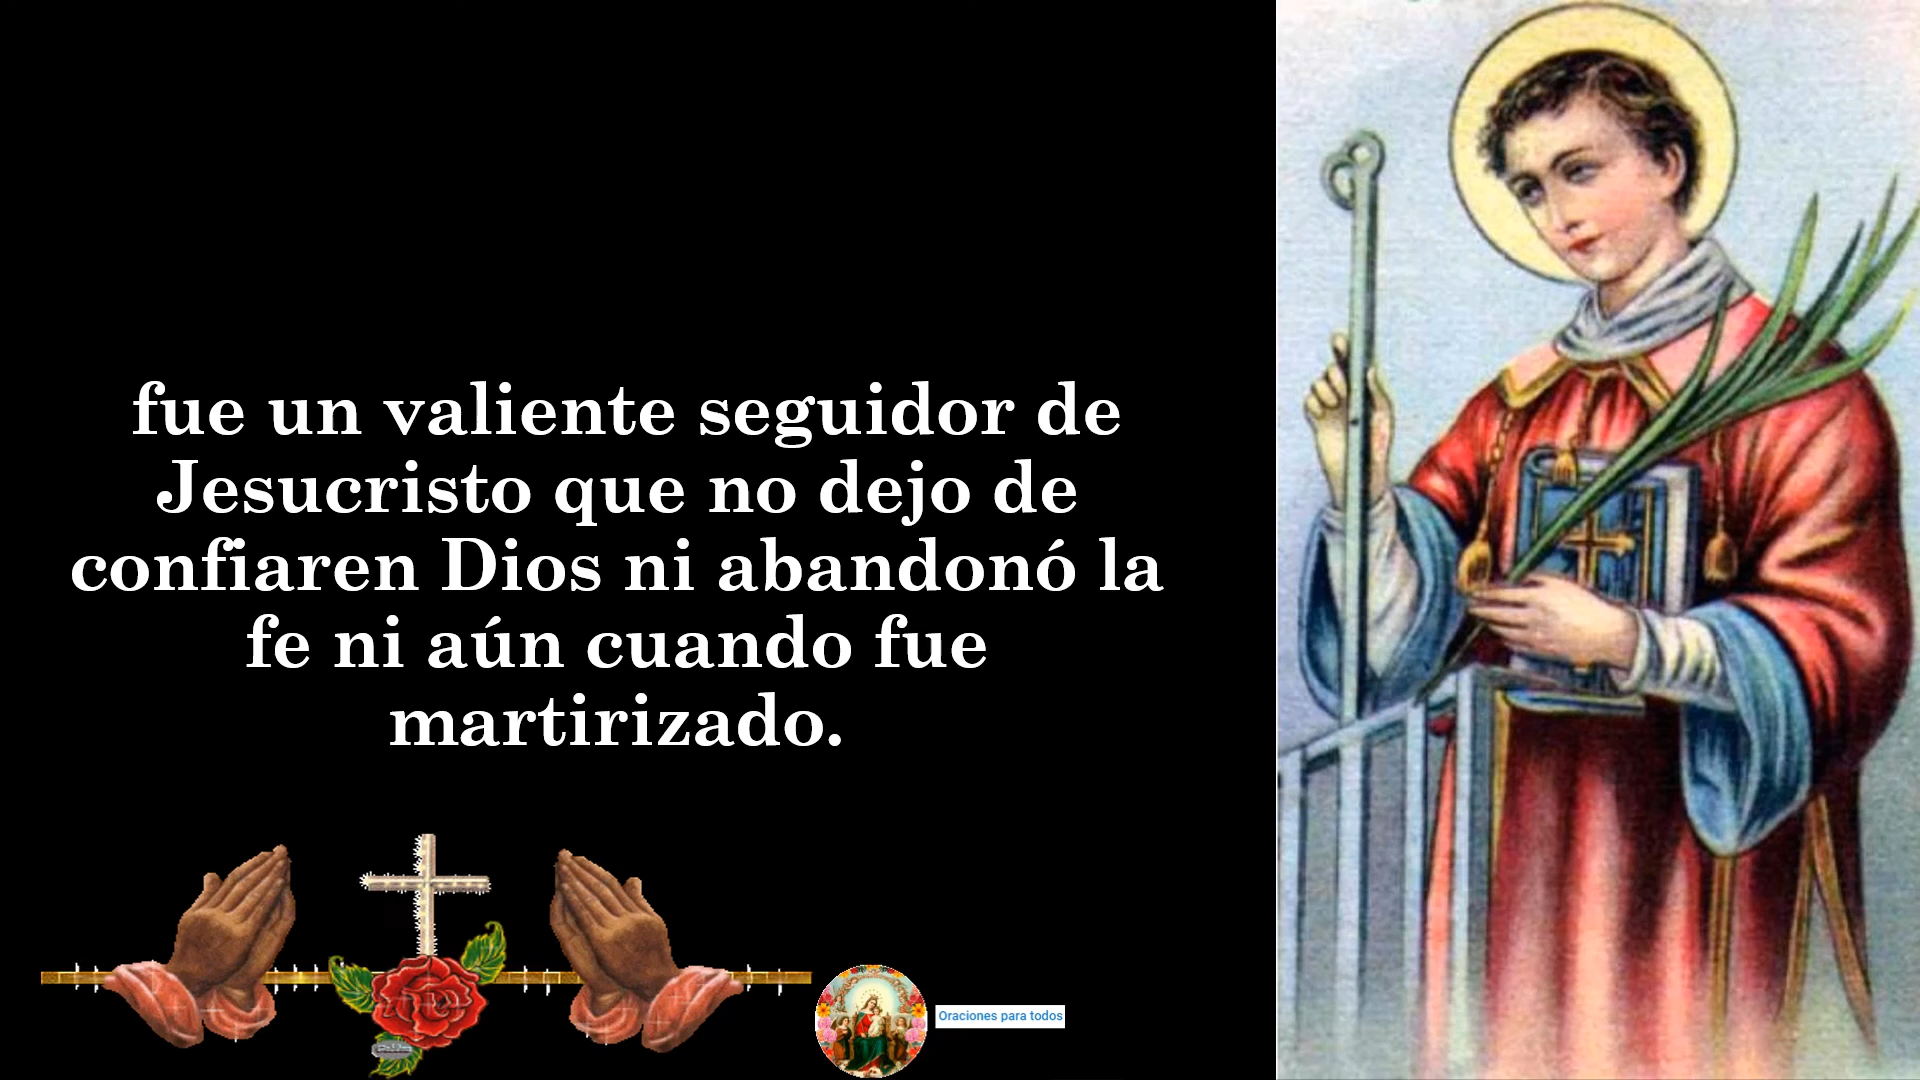 fue un valiente seguidor de
Jesucristo que no dejo de
confiaren Dios ni abandonó la
fe ni aún cuando fue
martirizado.
Oraciones para todos